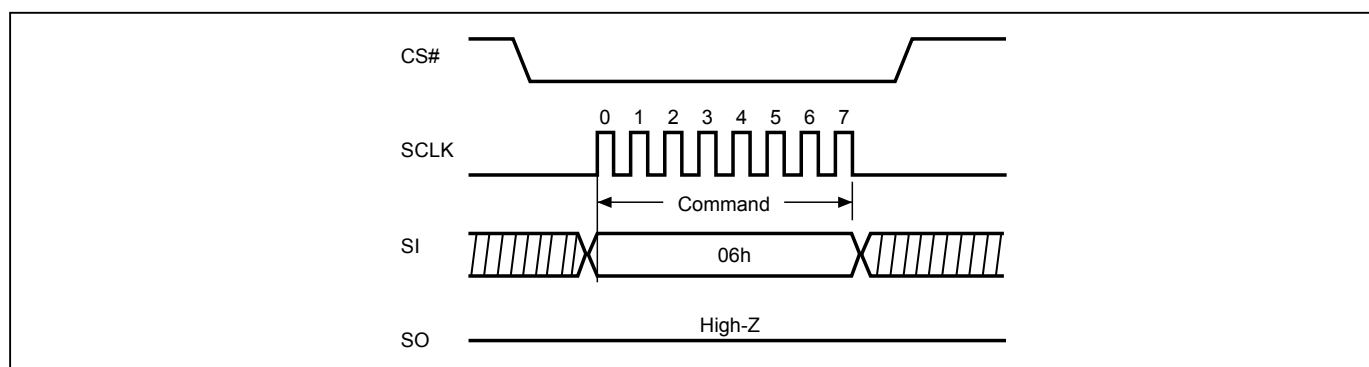 CS#
0 1 2 3 4 5 6 7
SCLK
Command
SI
06h
High-Z
SO